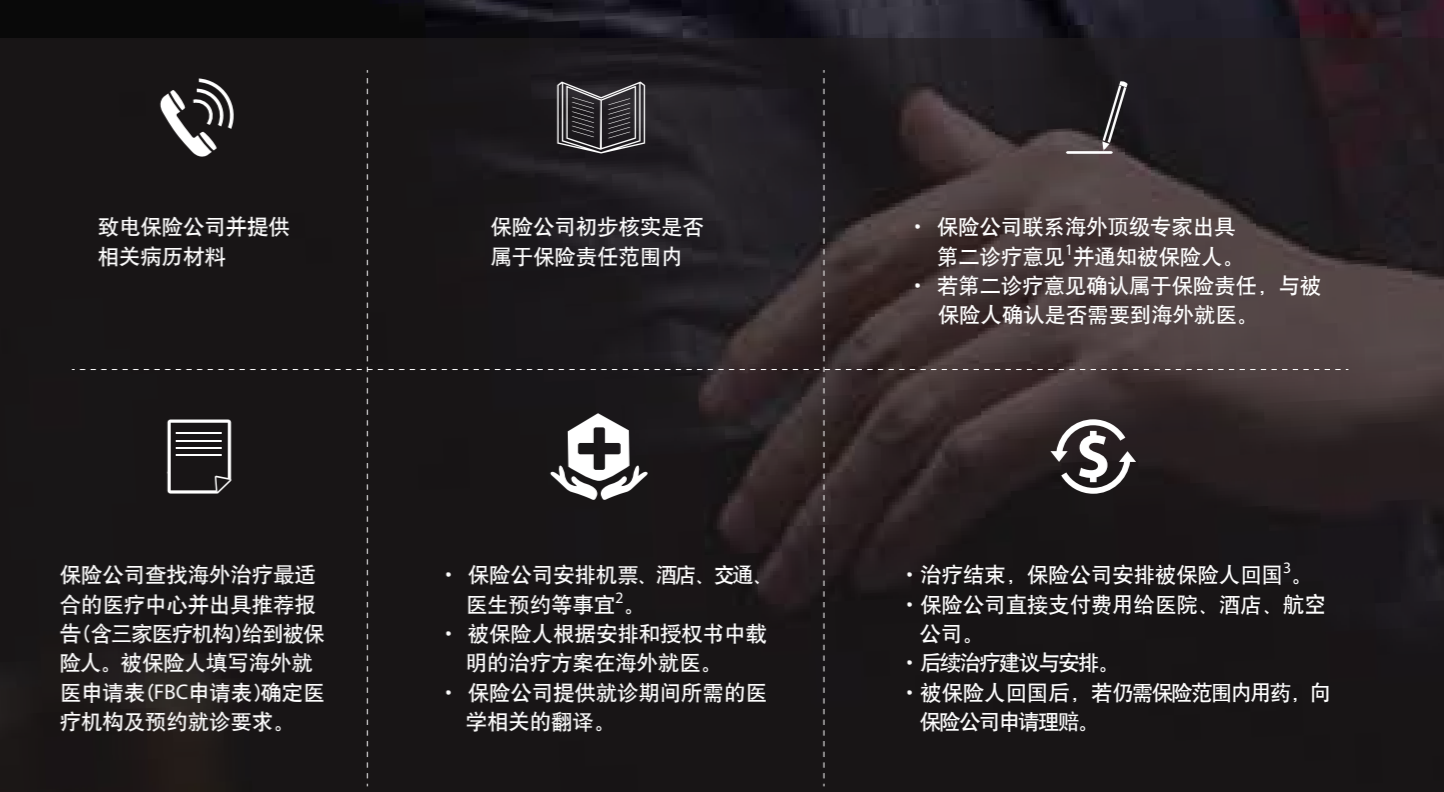 致电保险公司并提供
相关病历材料
保险公司初步核实是否
属于保险责任范围内
• 保险公司联系海外顶级专家出具
第二诊疗意见1并通知被保险人。
• 若第二诊疗意见确认属于保险责任，与被
保险人确认是否需要到海外就医。
保险公司查找海外治疗最适
合的医疗中心并出具推荐报
告(含三家医疗机构)给到被保
险人。被保险人填写海外就
医申请表(FBC申请表)确定医
疗机构及预约就诊要求。
• 保险公司安排机票、酒店、交通、
医生预约等事宜2。
• 被保险人根据安排和授权书中载
明的治疗方案在海外就医。
• 保险公司提供就诊期间所需的医
学相关的翻译。
• 治疗结束，保险公司安排被保险人回国3。
• 保险公司直接支付费用给医院、酒店、航空
公司。
• 后续治疗建议与安排。
• 被保险人回国后，若仍需保险范围内用药，向
保险公司申请理赔。